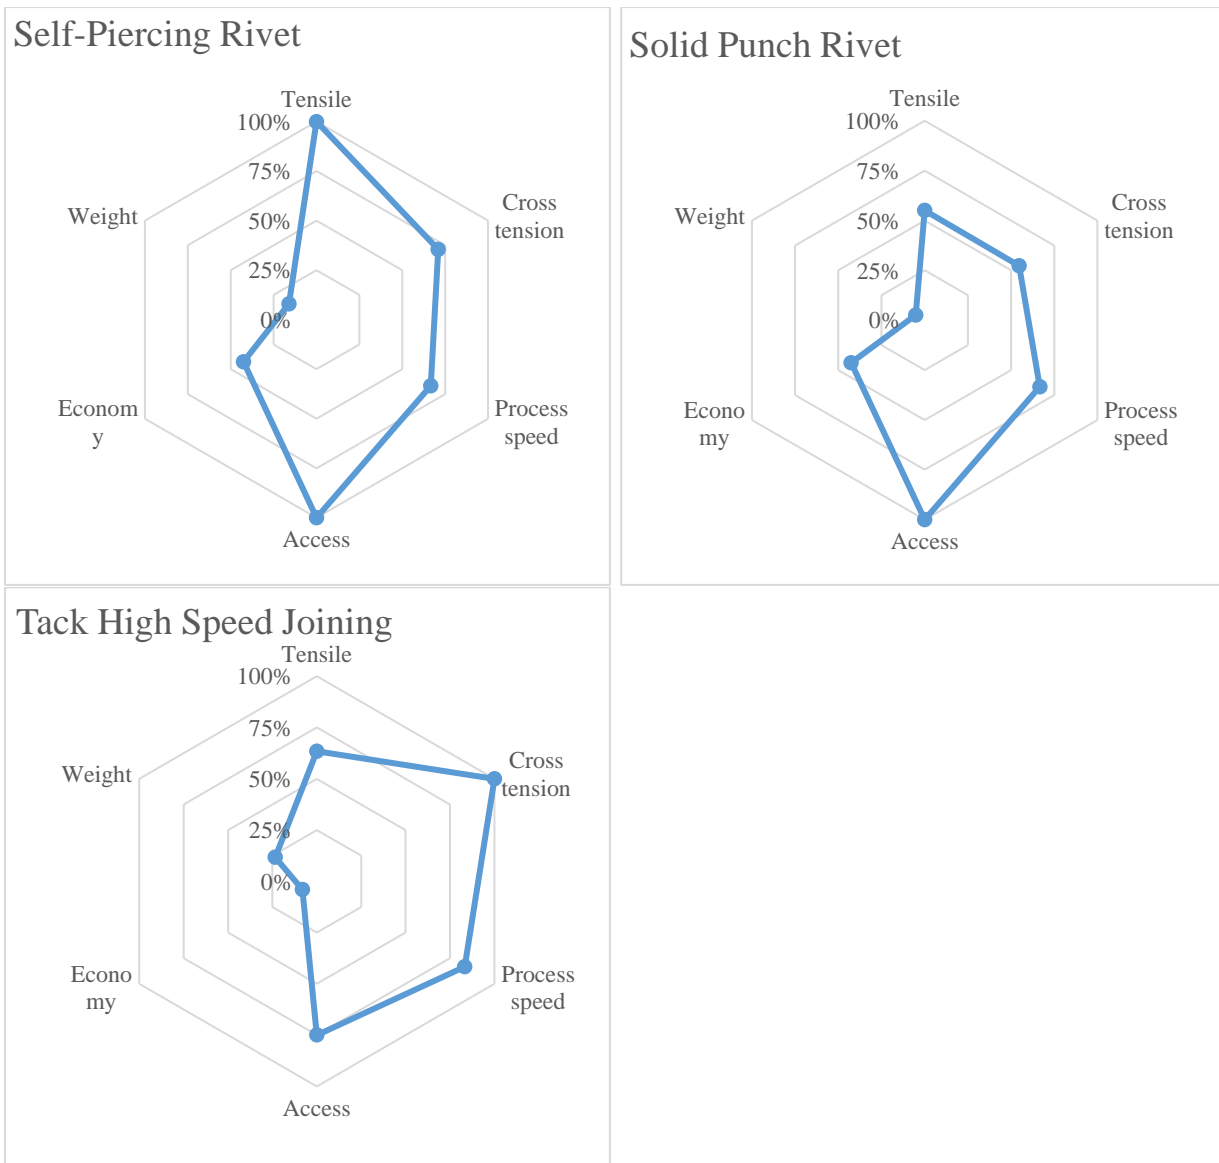 Self-Piercing Rivet
Tensile
100%
75%
50%
25%
0%
Cross
tension
Process
speed
Access
Econom
y
Weight
Solid Punch Rivet
Tensile
100%
75%
50%
25%
0%
Cross
tension
Process
speed
Access
Econo
my
Weight
Tack High Speed Joining
Tensile
100%
75%
50%
25%
0%
Cross
tension
Process
speed
Access
Econo
my
Weight